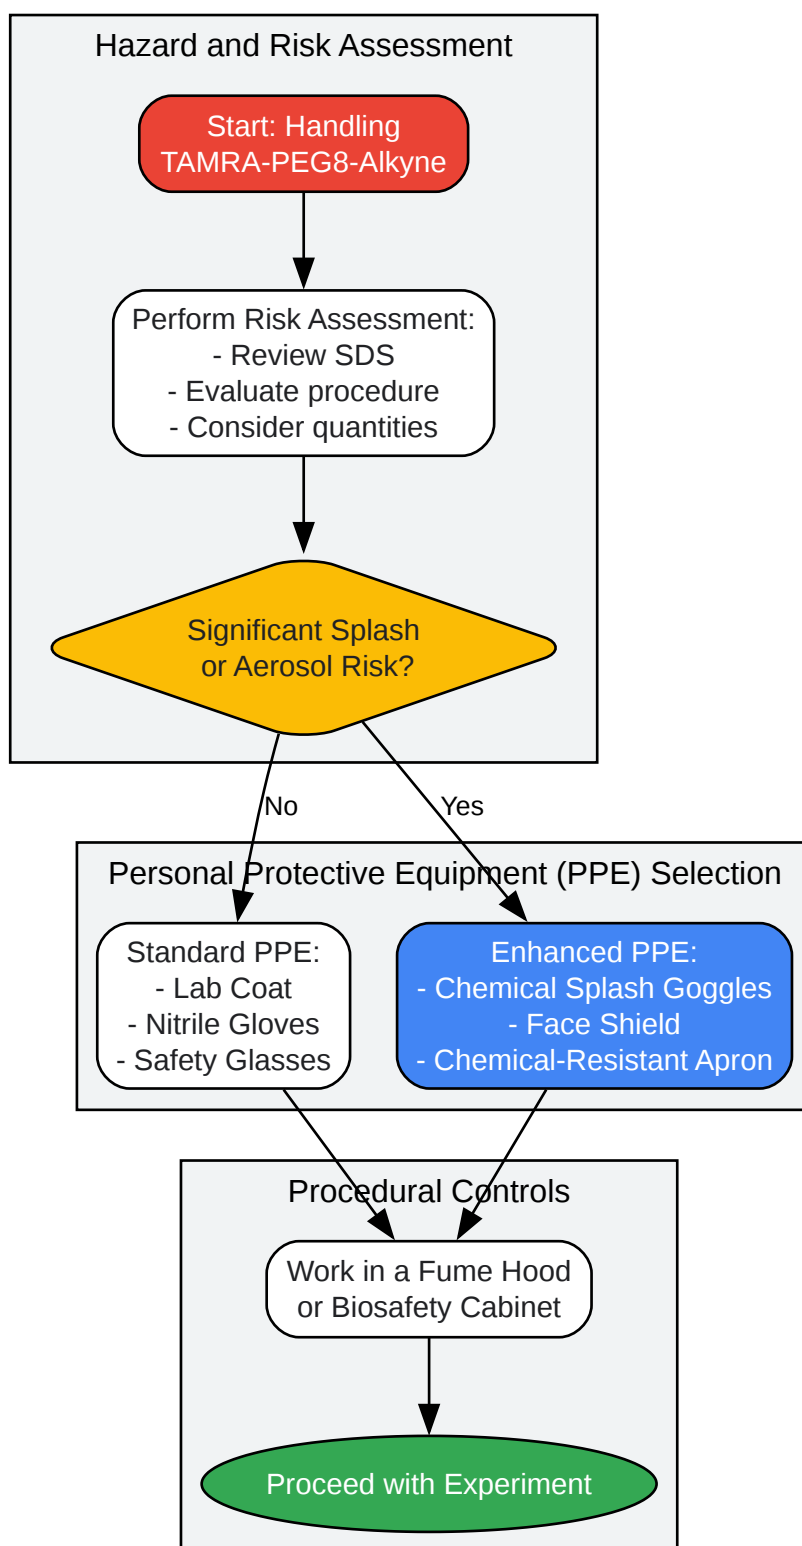 Hazard and Risk Assessment
Start: Handling
TAMRA-PEG8-Alkyne
Perform Risk Assessment:
- Review SDS
- Evaluate procedure
- Consider quantities
Significant Splash
or Aerosol Risk?
No
Yes
Personal Protective Equipment (PPE) Selection
Standard PPE:
- Lab Coat
- Nitrile Gloves
- Safety Glasses
Enhanced PPE:
- Chemical Splash Goggles
- Face Shield
- Chemical-Resistant Apron
Procedural Controls
Work in a Fume Hood
or Biosafety Cabinet
Proceed with Experiment